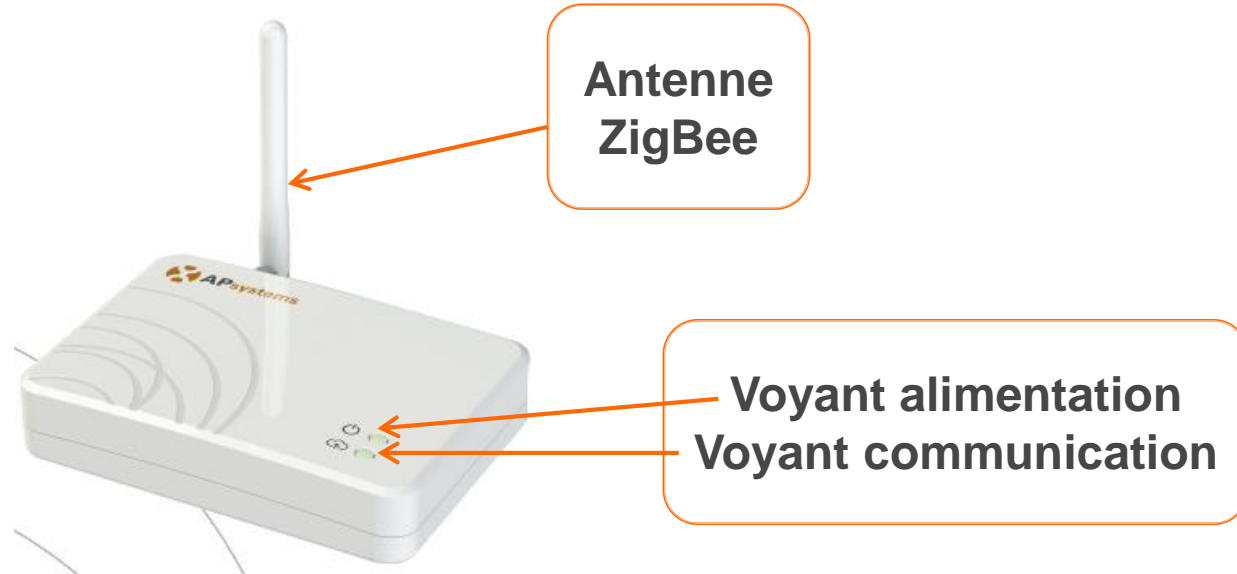 Antenne
ZigBee
APsystems
Voyant alimentation
Voyant communication